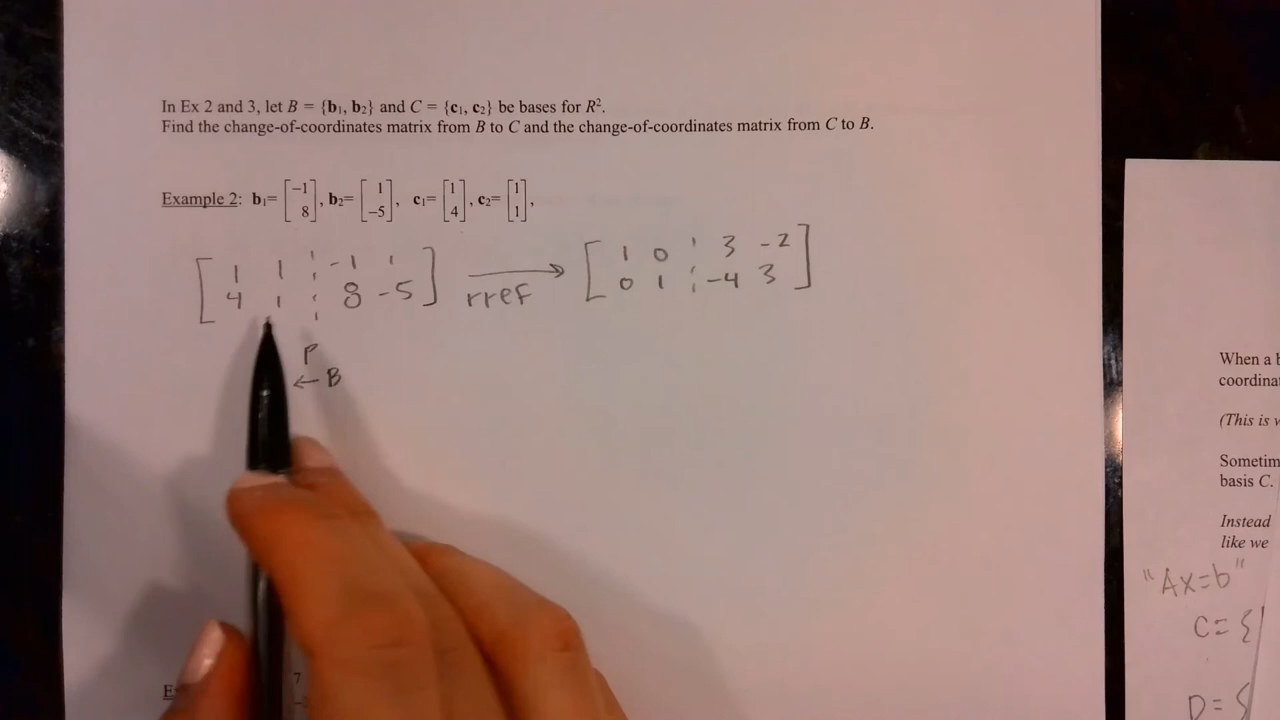 In Ex 2 and 3, let B = {b₁, b₂} and C = {c₁, c₂} be bases for R².
Find the change-of-coordinates matrix from B to C and the change-of-coordinates matrix from C to B.
Example 2: b₁= [−1 8], b₂= [1 −5], c₁= [1 4], c₂= [1 1],
[1 1 ¦ -1 1
4 1 ¦ 8 -5] → rref [1 0 ¦ 3 -2
0 1 ¦ -4 3]
P
← B
When a
(This is
basis C.
Instead
like we
"Ax=b"
C = {
D = {
7